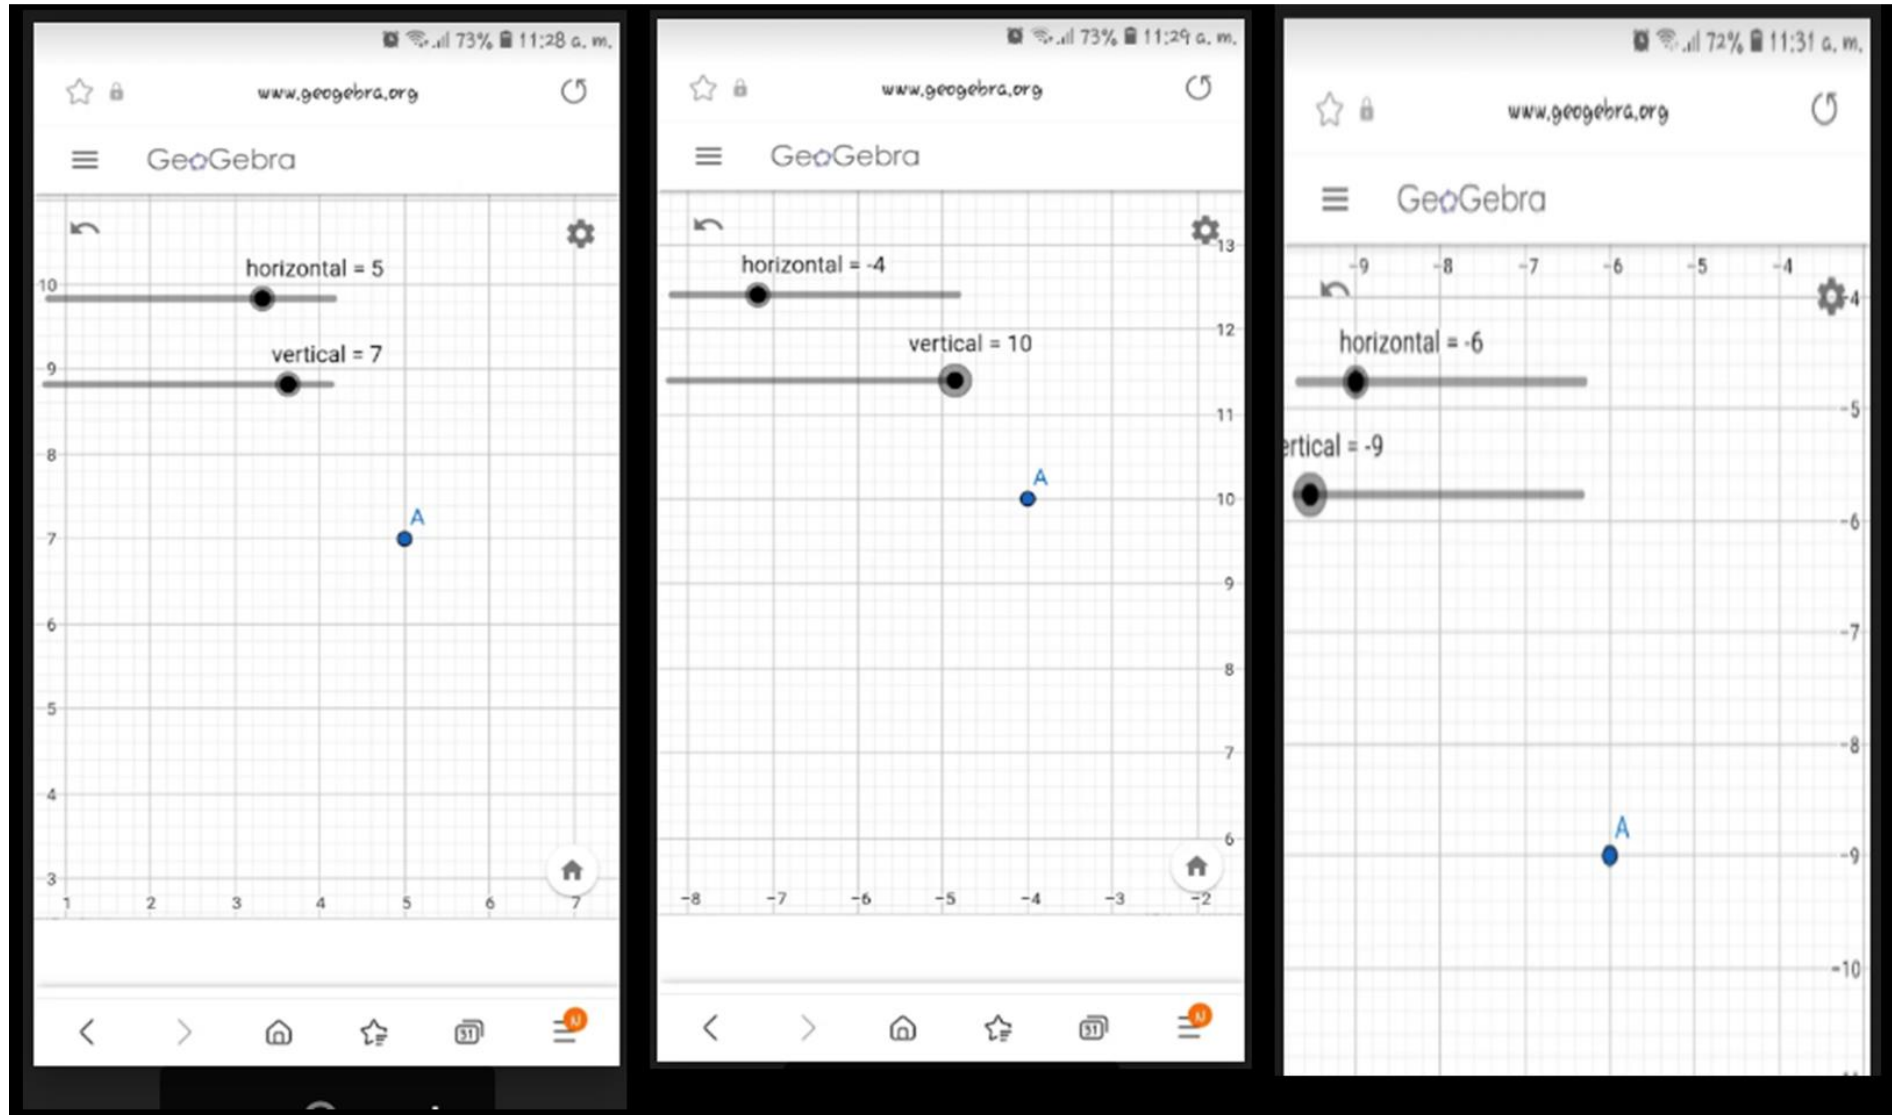 73% 11:28 a. m.
www.geogebra.org
GeoGebra
horizontal = 5
10
vertical = 7
9
8
A
7
6
5
4
3
1 2 3 4 5 6 7
51 N
73% 11:29 a. m.
www.geogebra.org
GeoGebra
13
horizontal = -4
12
vertical = 10
11
A
10
9
8
7
6
-8 -7 -6 -5 -4 -3 -2
51 N
72% 11:31 a. m.
www.geogebra.org
GeoGebra
-9 -8 -7 -6 -5 -4
-4
horizontal = -6
-5
ertical = -9
-6
-7
-8
A
-9
-10